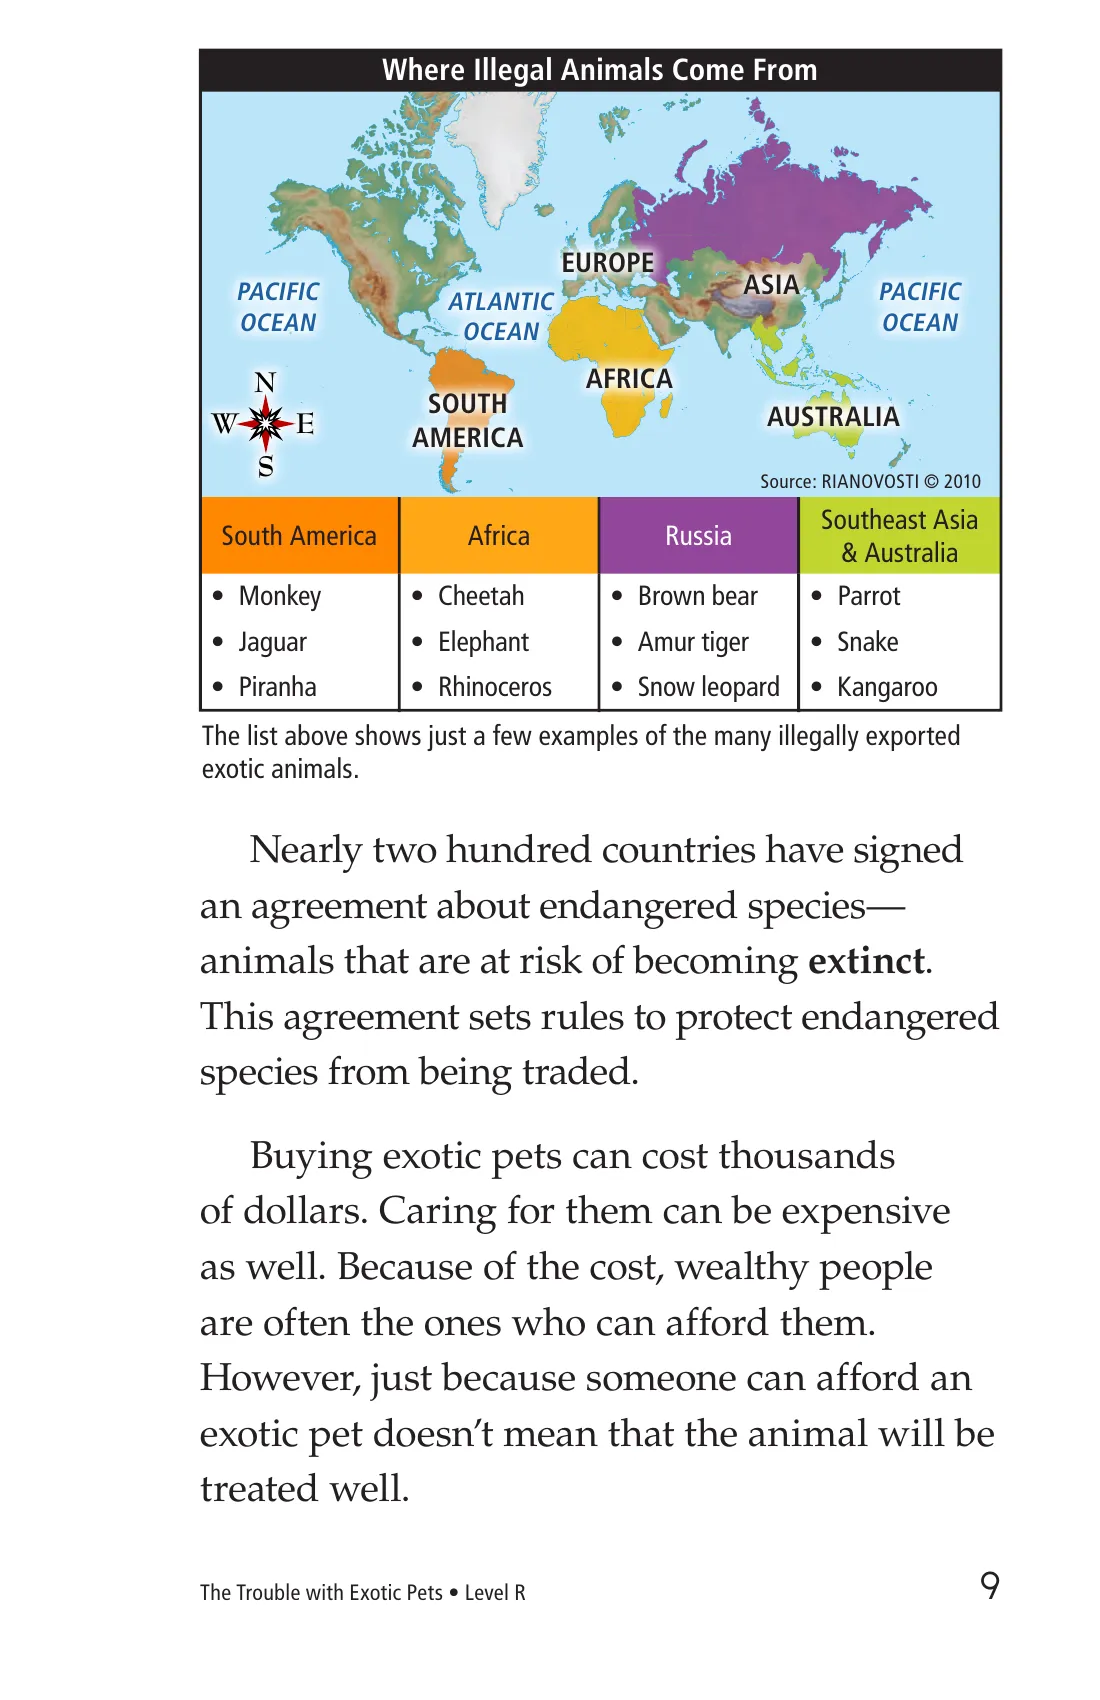 Where Illegal Animals Come From
EUROPE
ASIA
PACIFIC
OCEAN
ATLANTIC
OCEAN
PACIFIC
OCEAN
AFRICA
SOUTH
AMERICA
AUSTRALIA
N
W E
S
Source: RIANOVOSTI © 2010
South America
Africa
Russia
Southeast Asia
& Australia
• Monkey
• Jaguar
• Piranha
• Cheetah
• Elephant
• Rhinoceros
• Brown bear
• Amur tiger
• Snow leopard
• Parrot
• Snake
• Kangaroo
The list above shows just a few examples of the many illegally exported
exotic animals.
Nearly two hundred countries have signed
an agreement about endangered species—
animals that are at risk of becoming extinct.
This agreement sets rules to protect endangered
species from being traded.
Buying exotic pets can cost thousands
of dollars. Caring for them can be expensive
as well. Because of the cost, wealthy people
are often the ones who can afford them.
However, just because someone can afford an
exotic pet doesn’t mean that the animal will be
treated well.
The Trouble with Exotic Pets • Level R
9